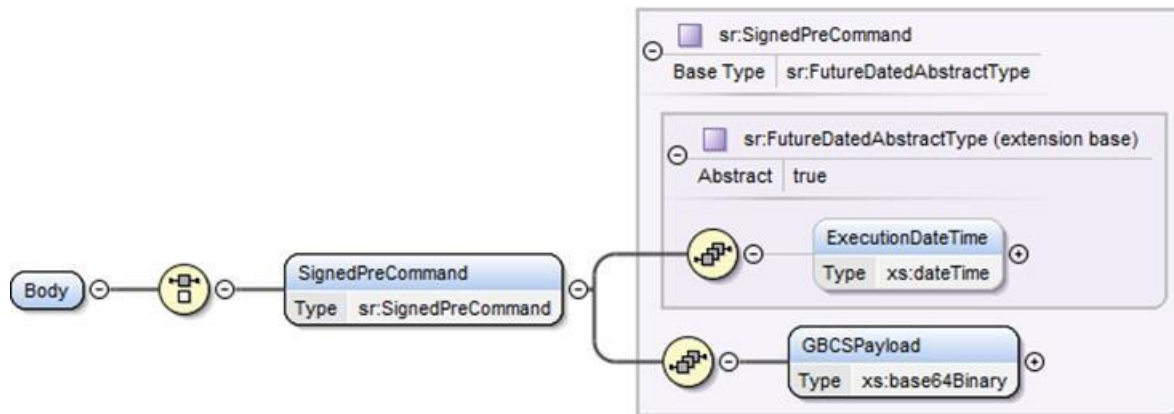 sr:SignedPreCommand
Base Type sr:FutureDatedAbstractType
sr:FutureDatedAbstractType (extension base)
Abstract true
ExecutionDateTime
Type xs:dateTime
Body
SignedPreCommand
Type sr:SignedPreCommand
GBCSPayload
Type xs:base64Binary